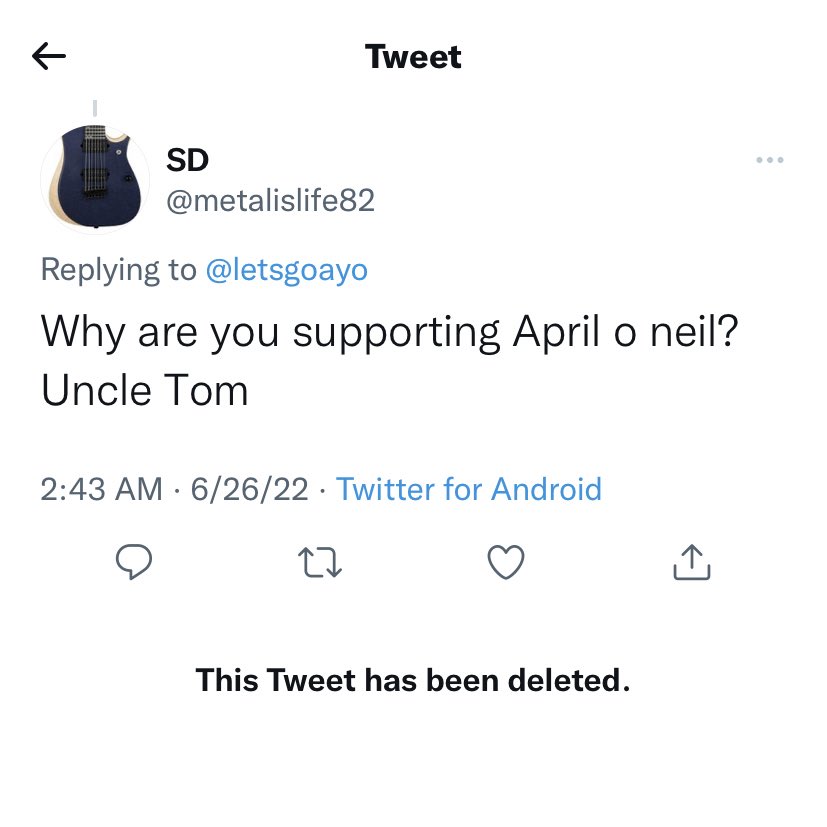 Tweet
SD
@metalislife82
Replying to @letsgoayo
Why are you supporting April o neil?
Uncle Tom
2:43 AM · 6/26/22 · Twitter for Android
This Tweet has been deleted.